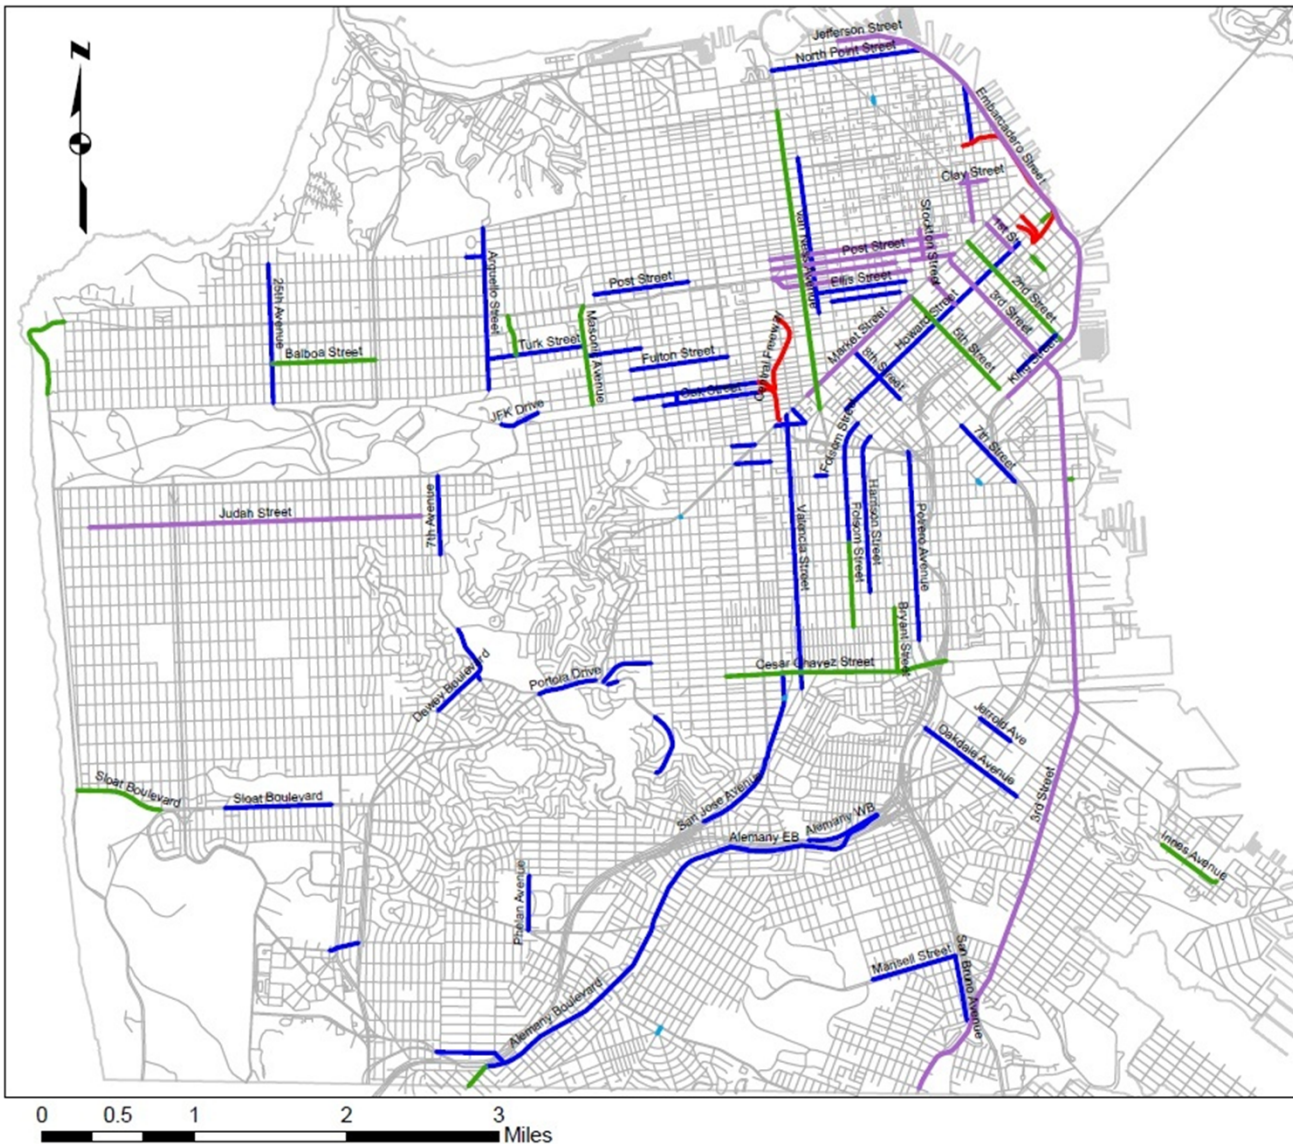 N
Jefferson Street
North Point Street
Embarcadero Street
Clay Street
Stockton Street
1st St
Van Ness Avenue
Post Street
Ellis Street
2nd Street
3rd Street
Post Street
Arguello Street
25th Avenue
Masonic Avenue
Turk Street
Balboa Street
Fulton Street
Central Freeway
Market Street
Howard Street
5th Street
King Street
8th Street
Oak Street
JFK Drive
Folsom Street
7th Street
Judah Street
7th Avenue
Valencia Street
Folsom Street
Harrison Street
Potrero Avenue
Bryant Street
Cesar Chavez Street
Dewey Boulevard
Portola Drive
Jerrold Ave
Oakdale Avenue
Sloat Boulevard
Sloat Boulevard
San Jose Avenue
Alemany EB
Alemany WB
3rd Street
Innes Avenue
Phelan Avenue
Mansell Street
San Bruno Avenue
Alemany Boulevard
0 0.5 1 2 3
Miles